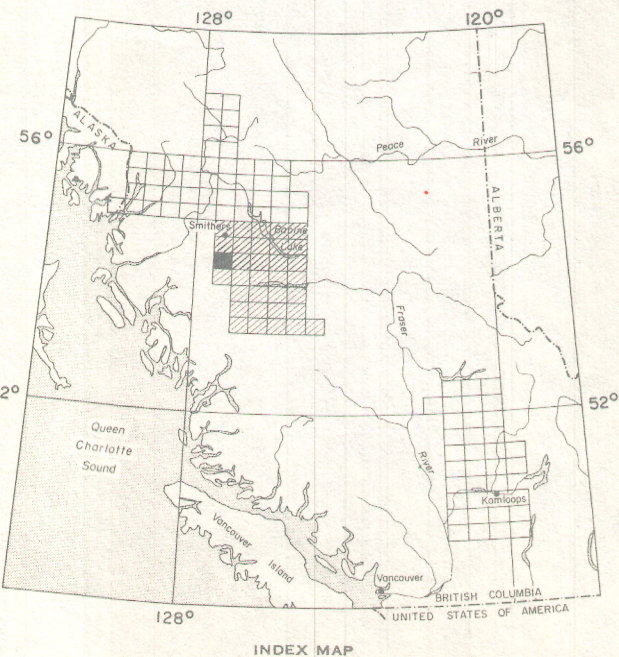 128°
120°
ALASKA
56°
Peace River
56°
ALBERTA
Smithers
Babine
Lake
Fraser
2°
52°
Queen
Charlotte
Sound
River
Kamloops
Vancouver
Island
Vancouver
BRITISH COLUMBIA
UNITED STATES OF AMERICA
128°
INDEX MAP